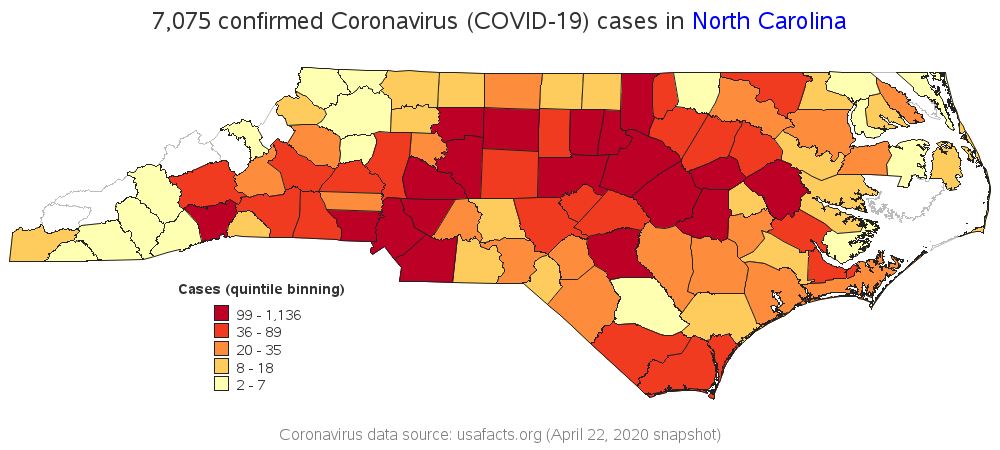 7,075 confirmed Coronavirus (COVID-19) cases in North Carolina
Cases (quintile binning)
99 - 1,136
36 - 89
20 - 35
8 - 18
2 - 7
Coronavirus data source: usafacts.org (April 22, 2020 snapshot)